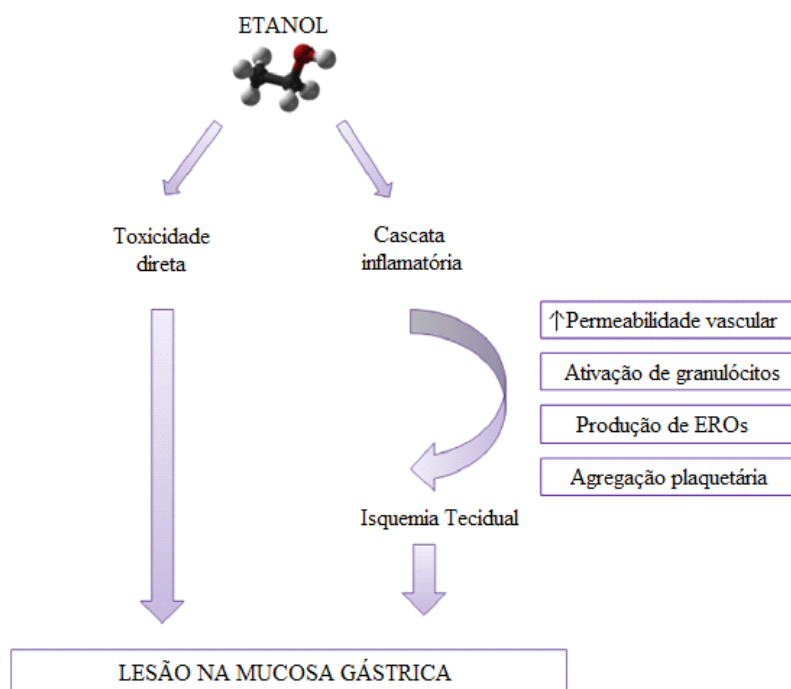 ETANOL
Toxicidade
direta
Cascata
inflamatória
↑Permeabilidade vascular
Ativação de granulócitos
Produção de EROs
Agregação plaquetária
Isquemia Tecidual
LESÃO NA MUCOSA GÁSTRICA